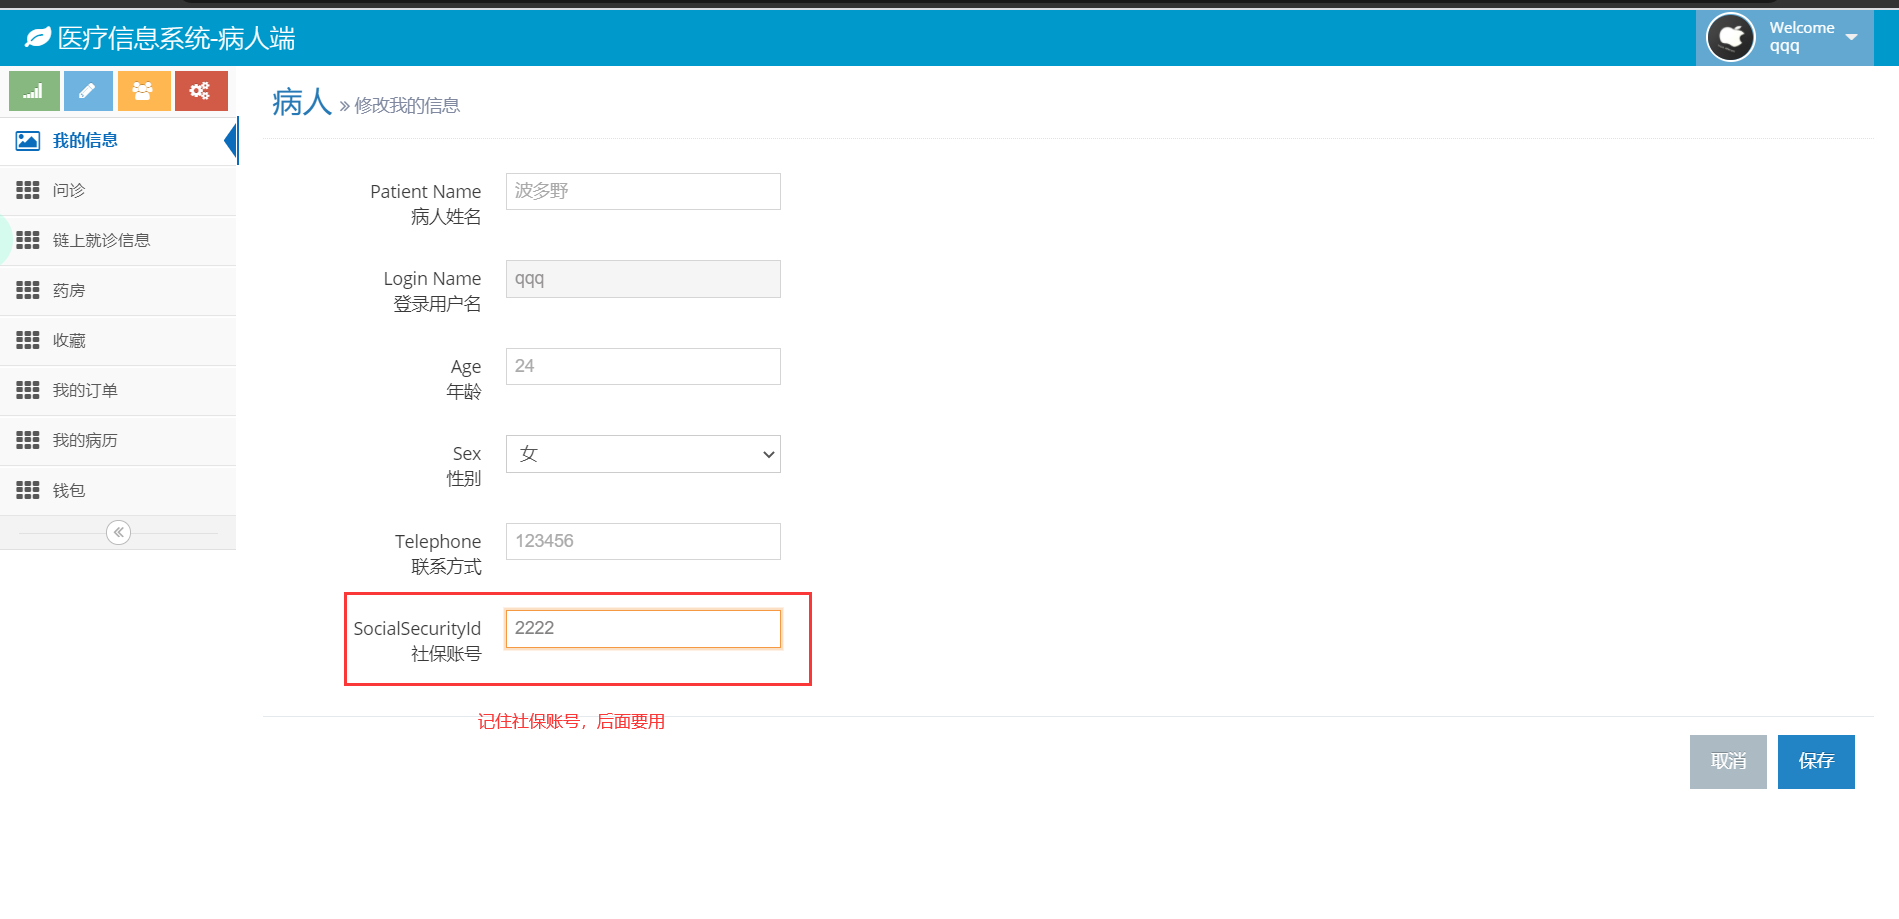 医疗信息系统-病人端
Welcome
qqq
我的信息
问诊
链上就诊信息
药房
收藏
我的订单
我的病历
钱包
病人 » 修改我的信息
Patient Name
病人姓名
波多野
Login Name
登录用户名
qqq
Age
年龄
24
Sex
性别
女
Telephone
联系方式
123456
SocialSecurityId
社保账号
2222
记住社保账号，后面要用
取消
保存